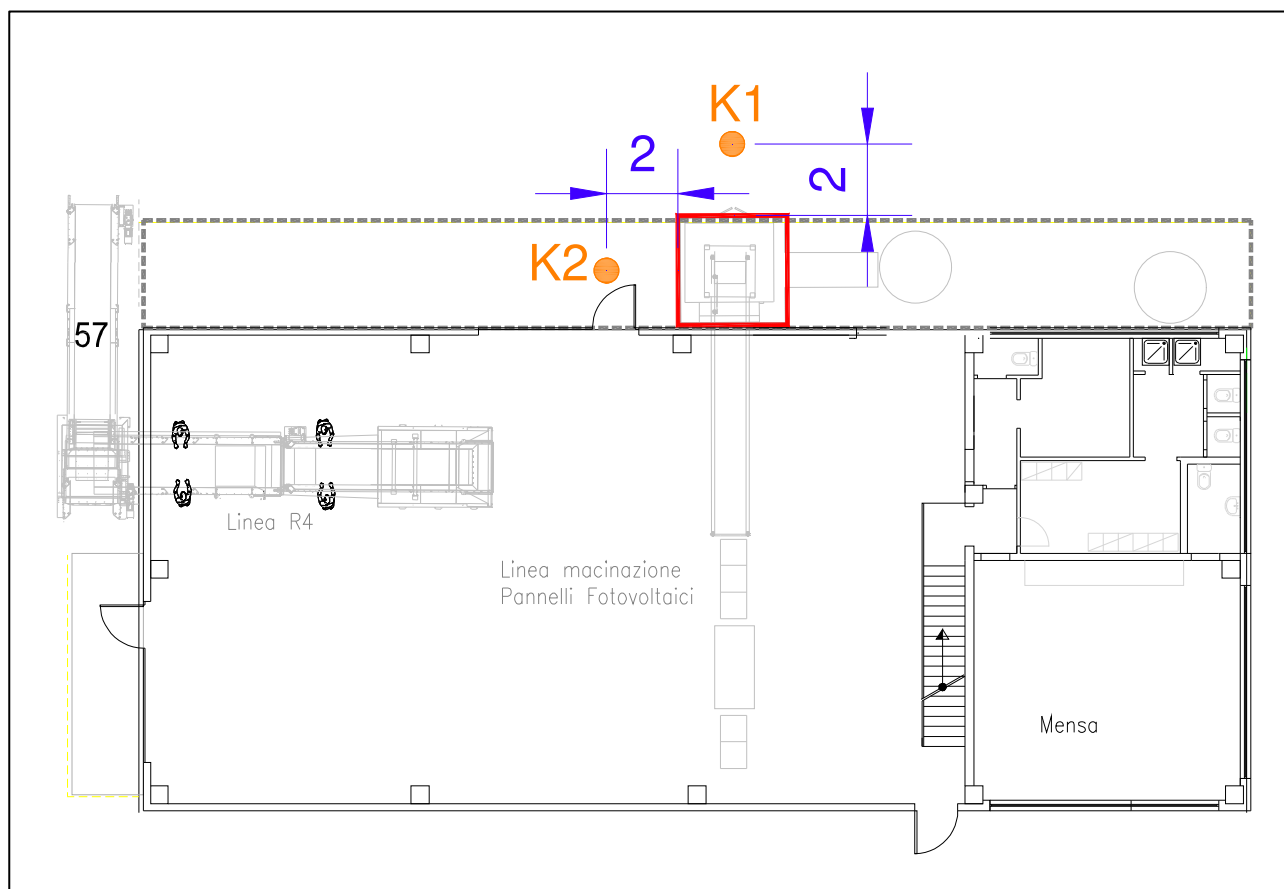 K1
2
2
K2
57
Linea R4
Linea macinazione
Pannelli Fotovoltaici
Mensa